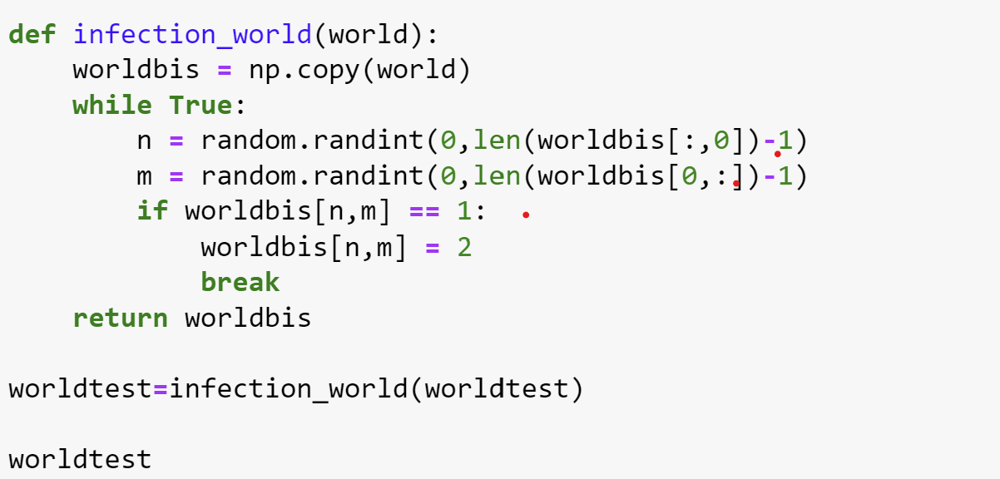 def infection_world(world):
    worldbis = np.copy(world)
    while True:
        n = random.randint(0,len(worldbis[:,0])-1)
        m = random.randint(0,len(worldbis[0,:])-1)
        if worldbis[n,m] == 1:
            worldbis[n,m] = 2
            break
    return worldbis
worldtest=infection_world(worldtest)
worldtest